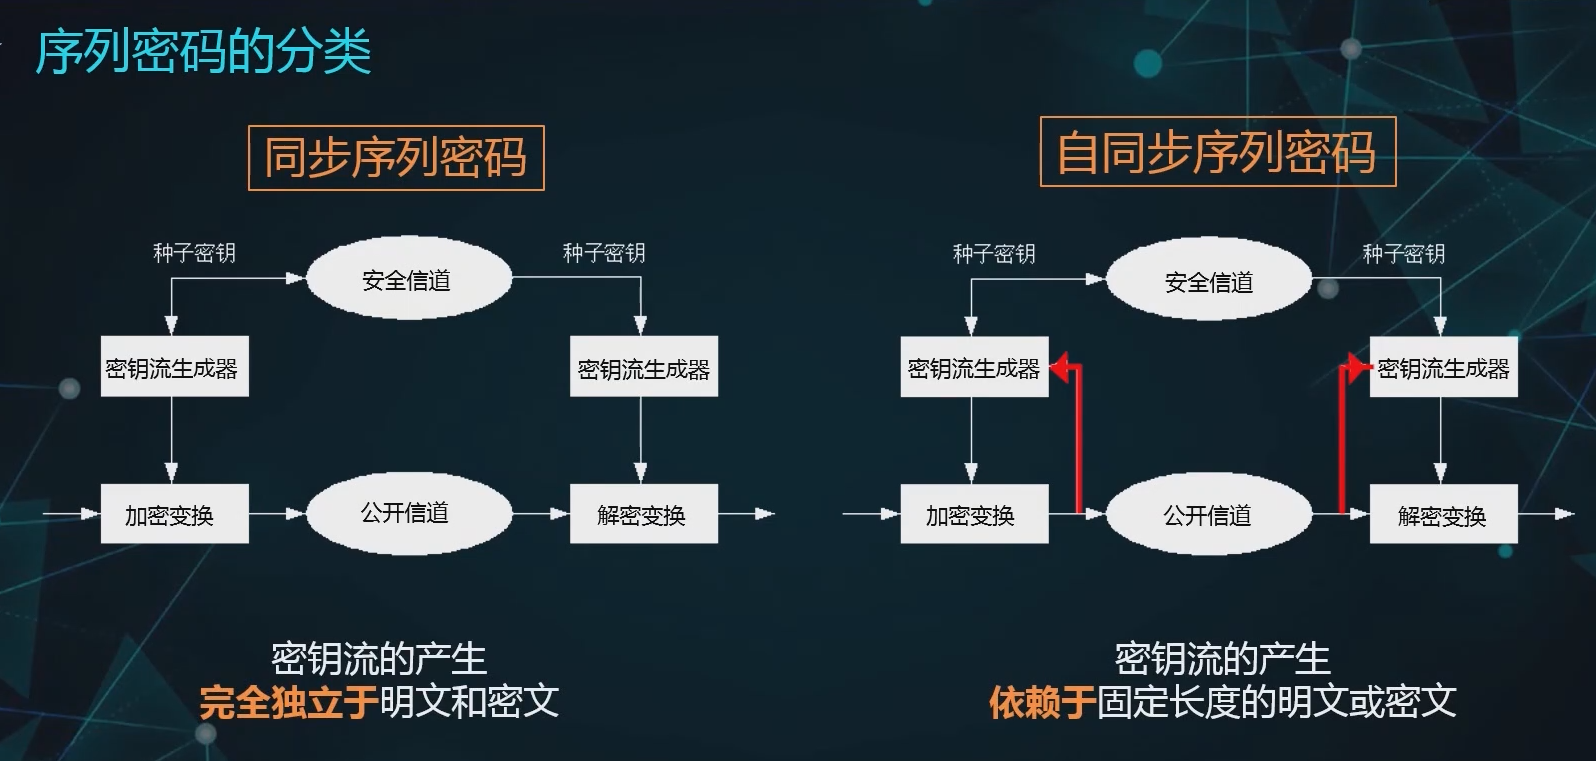 序列密码的分类
同步序列密码
种子密钥
种子密钥
安全信道
密钥流生成器
密钥流生成器
加密变换
公开信道
解密变换
密钥流的产生
完全独立于明文和密文
自同步序列密码
种子密钥
种子密钥
安全信道
密钥流生成器
密钥流生成器
加密变换
公开信道
解密变换
密钥流的产生
依赖于固定长度的明文或密文